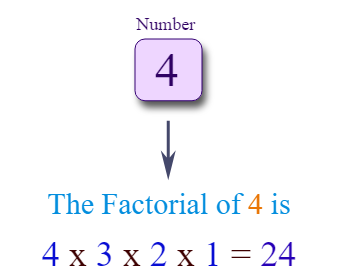 Number
4
The Factorial of 4 is
4 x 3 x 2 x 1 = 24